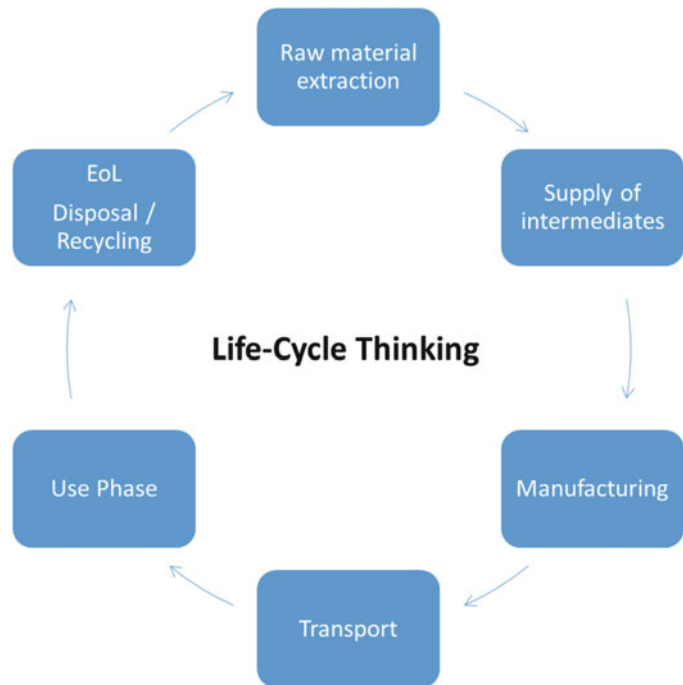 Raw material
extraction
Supply of
intermediates
Manufacturing
Transport
Use Phase
EoL
Disposal /
Recycling
Life-Cycle Thinking